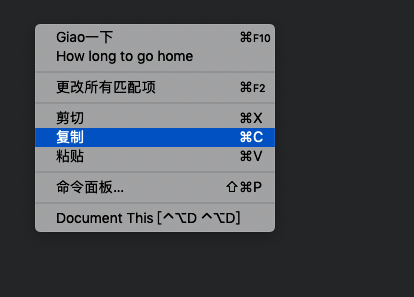 Giao一下 ⌘F10
How long to go home
更改所有匹配项 ⌘F2
剪切 ⌘X
复制 ⌘C
粘贴 ⌘V
命令面板... ⇧⌘P
Document This [^⌥D ^⌥D]